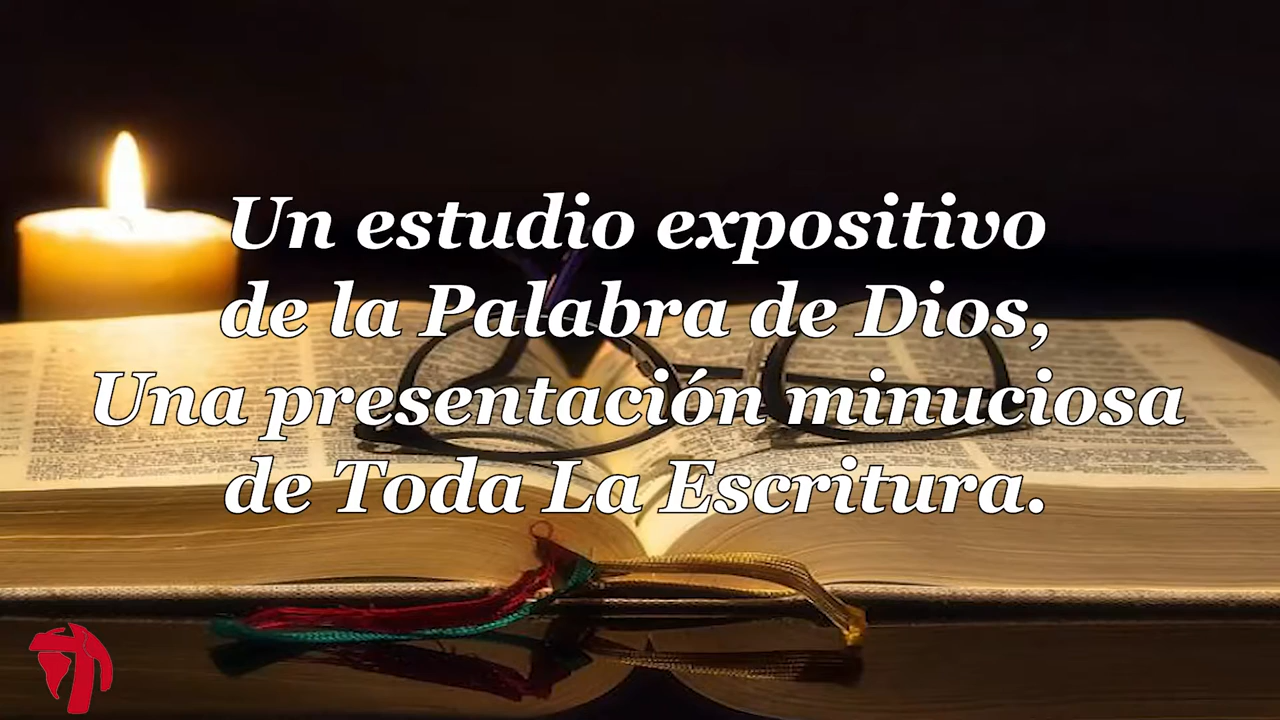 Un estudio expositivo
de la Palabra de Dios,
Una presentación minuciosa
de Toda La Escritura.